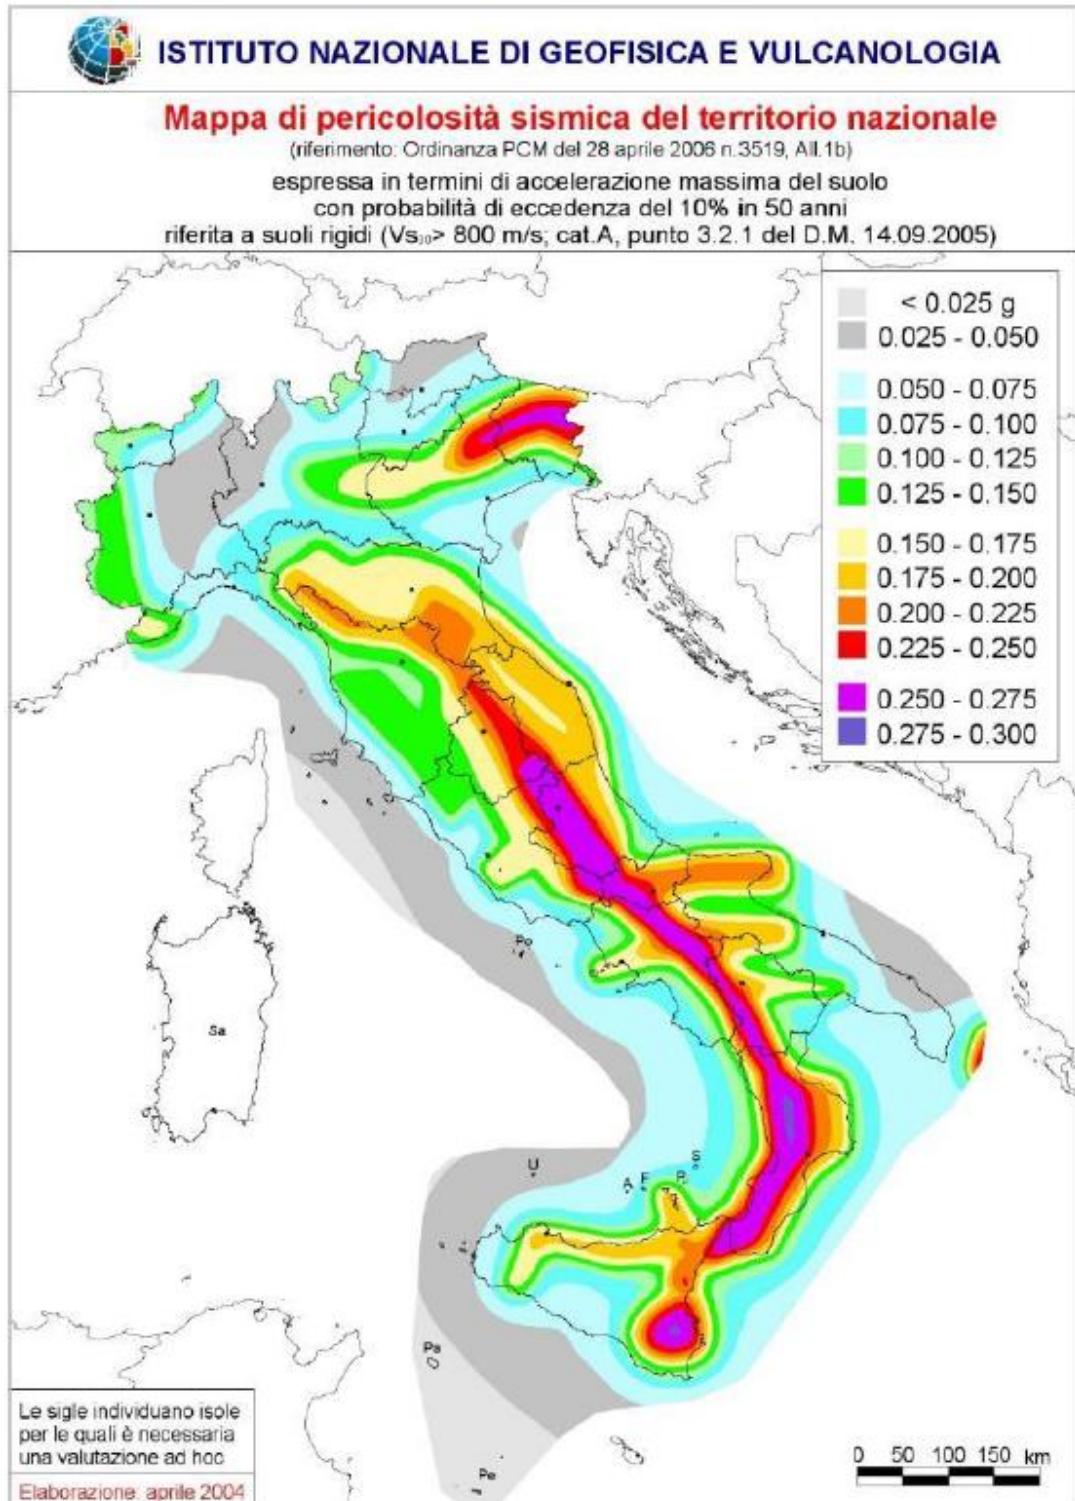 ISTITUTO NAZIONALE DI GEOFISICA E VULCANOLOGIA
Mappa di pericolosità sismica del territorio nazionale
(riferimento: Ordinanza PCM del 28 aprile 2006 n.3519, All.1b)
espressa in termini di accelerazione massima del suolo
con probabilità di eccedenza del 10% in 50 anni
riferita a suoli rigidi (Vs₃₀> 800 m/s; cat.A, punto 3.2.1 del D.M. 14.09.2005)
< 0.025 g
0.025 - 0.050
0.050 - 0.075
0.075 - 0.100
0.100 - 0.125
0.125 - 0.150
0.150 - 0.175
0.175 - 0.200
0.200 - 0.225
0.225 - 0.250
0.250 - 0.275
0.275 - 0.300
Po
Sa
S
U
A F P
Pa
Pe
Le sigle individuano isole
per le quali è necessaria
una valutazione ad hoc
Elaborazione: aprile 2004
0 50 100 150 km